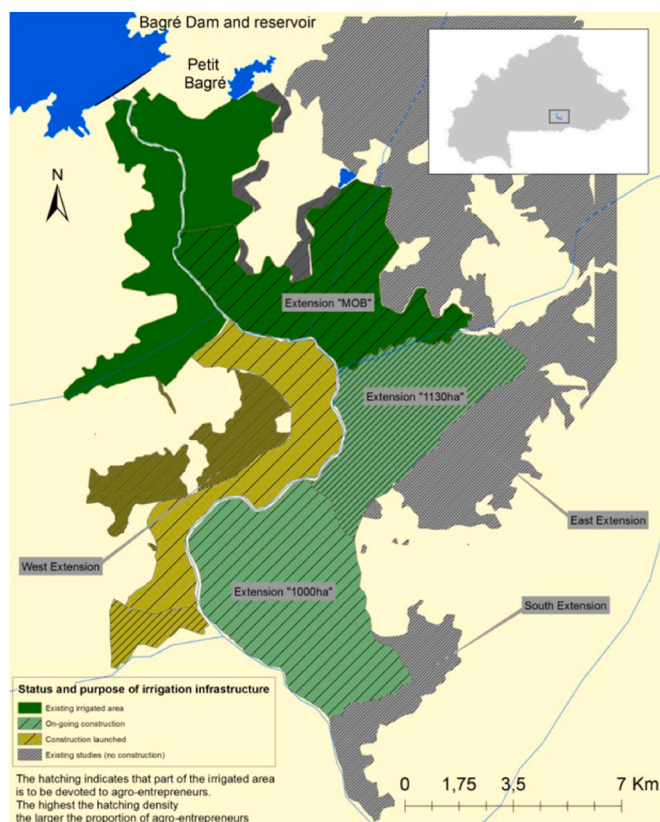 Bagré Dam and reservoir
Petit
Bagré
N
Extension "MOB"
Extension "1130ha"
East Extension
West Extension
Extension "1000ha"
South Extension
Status and purpose of irrigation infrastructure
Existing irrigated area
On-going construction
Construction launched
Existing studies (no construction)
The hatching indicates that part of the irrigated area
is to be devoted to agro-entrepreneurs.
The highest the hatching density
the larger the proportion of agro-entrepreneurs
0 1,75 3,5 7 Km